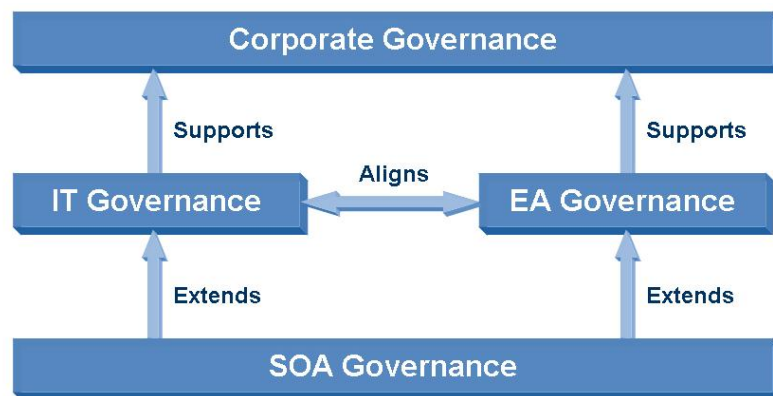 Corporate Governance
Supports
Supports
Aligns
IT Governance
EA Governance
Extends
Extends
SOA Governance